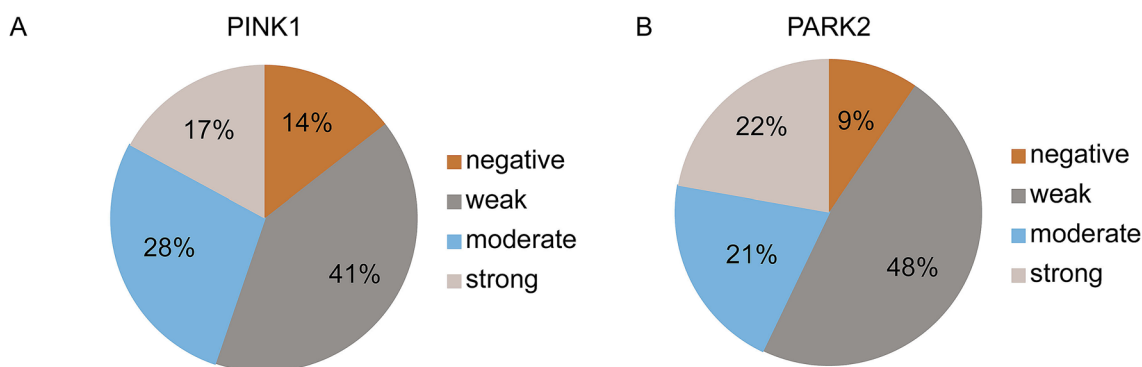 A
PINK1
14%
41%
28%
17%
negative
weak
moderate
strong
B
PARK2
9%
48%
21%
22%
negative
weak
moderate
strong